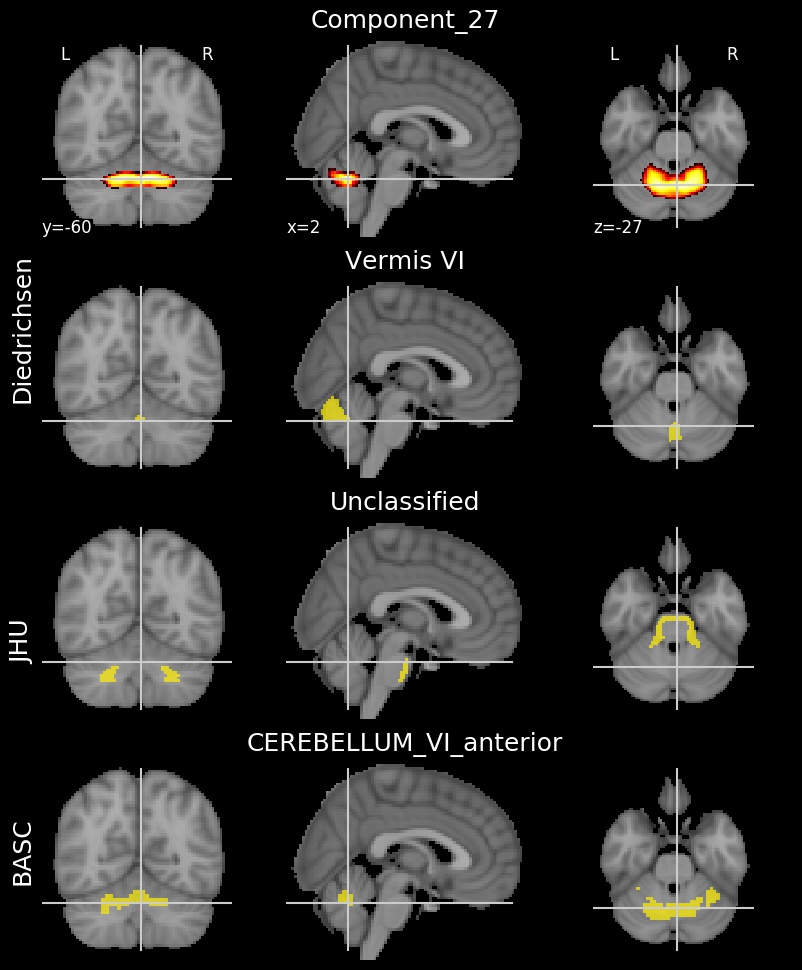 Component_27
L R L R
y=-60 x=2 z=-27
Vermis VI
Diedrichsen
Unclassified
JHU
CEREBELLUM_VI_anterior
BASC